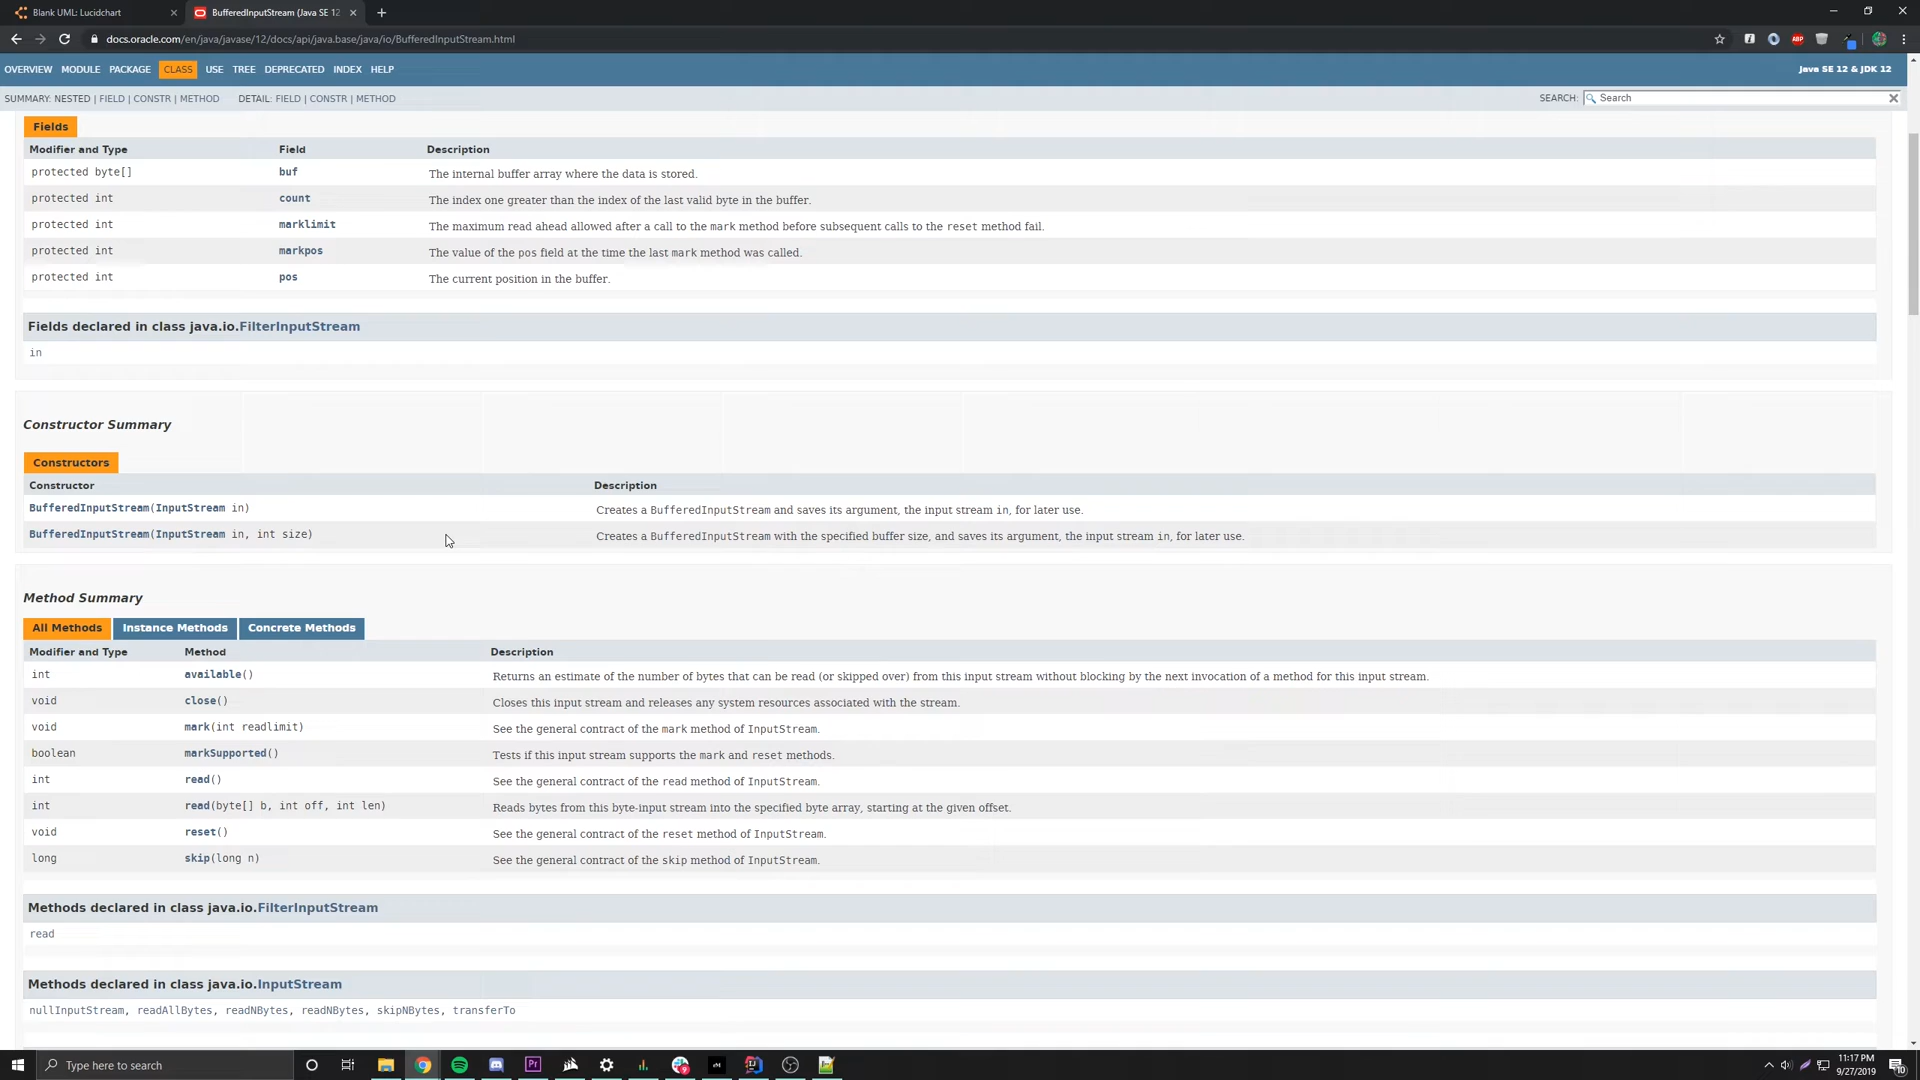 Blank UML: Lucidchart
BufferedInputStream (Java SE 12
docs.oracle.com/en/java/javase/12/docs/api/java.base/java/io/BufferedInputStream.html
ABP
OVERVIEW MODULE PACKAGE CLASS USE TREE DEPRECATED INDEX HELP
Java SE 12 & JDK 12
SUMMARY: NESTED | FIELD | CONSTR | METHOD DETAIL: FIELD | CONSTR | METHOD
SEARCH: Search
Fields
Modifier and Type Field Description
protected byte[] buf The internal buffer array where the data is stored.
protected int count The index one greater than the index of the last valid byte in the buffer.
protected int marklimit The maximum read ahead allowed after a call to the mark method before subsequent calls to the reset method fail.
protected int markpos The value of the pos field at the time the last mark method was called.
protected int pos The current position in the buffer.
Fields declared in class java.io.FilterInputStream
in
Constructor Summary
Constructors
Constructor Description
BufferedInputStream(InputStream in) Creates a BufferedInputStream and saves its argument, the input stream in, for later use.
BufferedInputStream(InputStream in, int size) Creates a BufferedInputStream with the specified buffer size, and saves its argument, the input stream in, for later use.
Method Summary
All Methods Instance Methods Concrete Methods
Modifier and Type Method Description
int available() Returns an estimate of the number of bytes that can be read (or skipped over) from this input stream without blocking by the next invocation of a method for this input stream.
void close() Closes this input stream and releases any system resources associated with the stream.
void mark(int readlimit) See the general contract of the mark method of InputStream.
boolean markSupported() Tests if this input stream supports the mark and reset methods.
int read() See the general contract of the read method of InputStream.
int read(byte[] b, int off, int len) Reads bytes from this byte-input stream into the specified byte array, starting at the given offset.
void reset() See the general contract of the reset method of InputStream.
long skip(long n) See the general contract of the skip method of InputStream.
Methods declared in class java.io.FilterInputStream
read
Methods declared in class java.io.InputStream
nullInputStream, readAllBytes, readNBytes, readNBytes, skipNBytes, transferTo
Type here to search
Pr
11:17 PM
9/27/2019